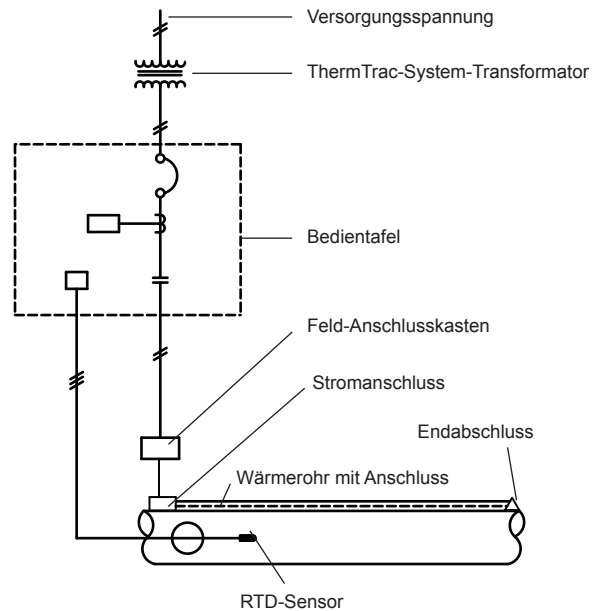 Versorgungsspannung
ThermTrac-System-Transformator
Bedientafel
Feld-Anschlusskasten
Stromanschluss
Endabschluss
Wärmerohr mit Anschluss
RTD-Sensor